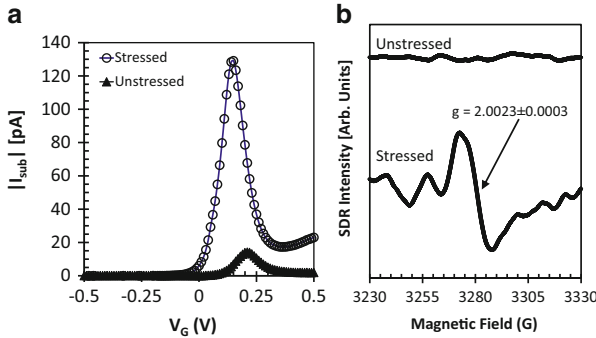 a
140
120
100
80
60
40
20
0
|Isub| [pA]
Stressed
Unstressed
-0.5
-0.25
0
0.25
0.5
VG (V)
b
SDR Intensity [Arb. Units]
Unstressed
g = 2.0023±0.0003
Stressed
3230
3255
3280
3305
3330
Magnetic Field (G)